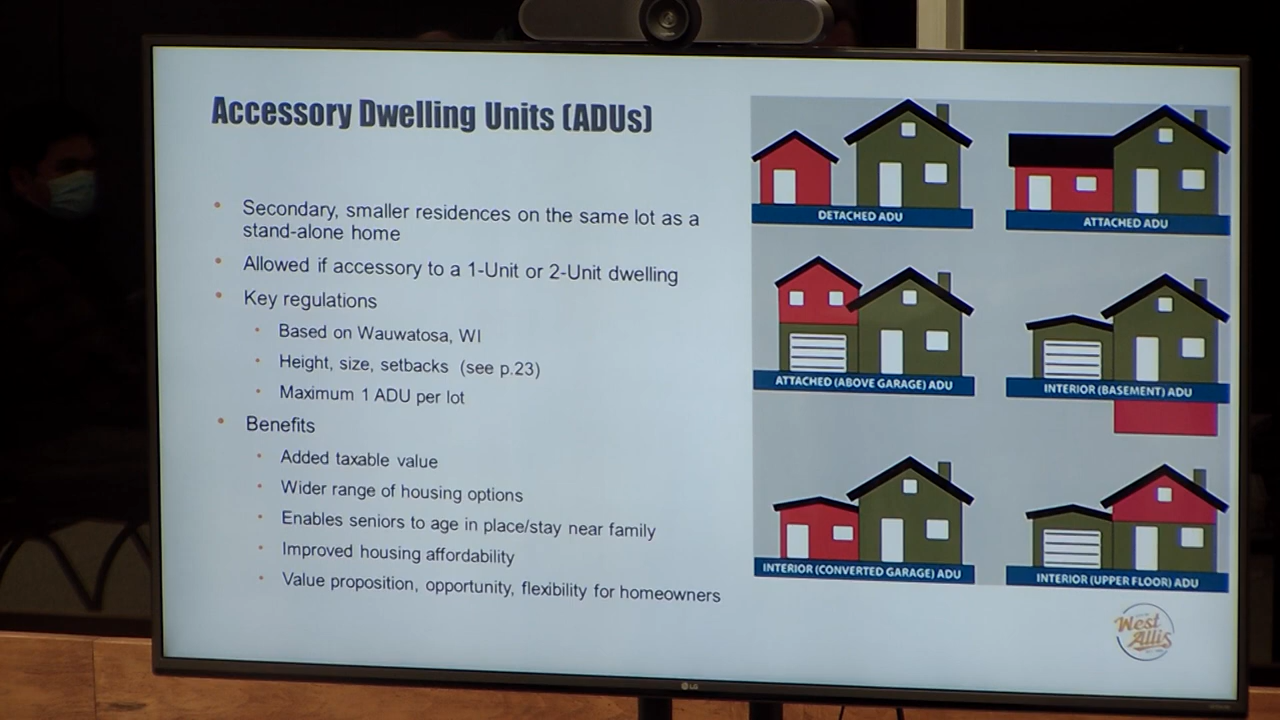 Accessory Dwelling Units (ADUs)
Secondary, smaller residences on the same lot as a
stand-alone home
Allowed if accessory to a 1-Unit or 2-Unit dwelling
Key regulations
Based on Wauwatosa, WI
Height, size, setbacks (see p.23)
Maximum 1 ADU per lot
Benefits
Added taxable value
Wider range of housing options
Enables seniors to age in place/stay near family
Improved housing affordability
Value proposition, opportunity, flexibility for homeowners
DETACHED ADU
ATTACHED ADU
ATTACHED (ABOVE GARAGE) ADU
INTERIOR (BASEMENT) ADU
INTERIOR (CONVERTED GARAGE) ADU
INTERIOR (UPPER FLOOR) ADU
West
Allis
LG